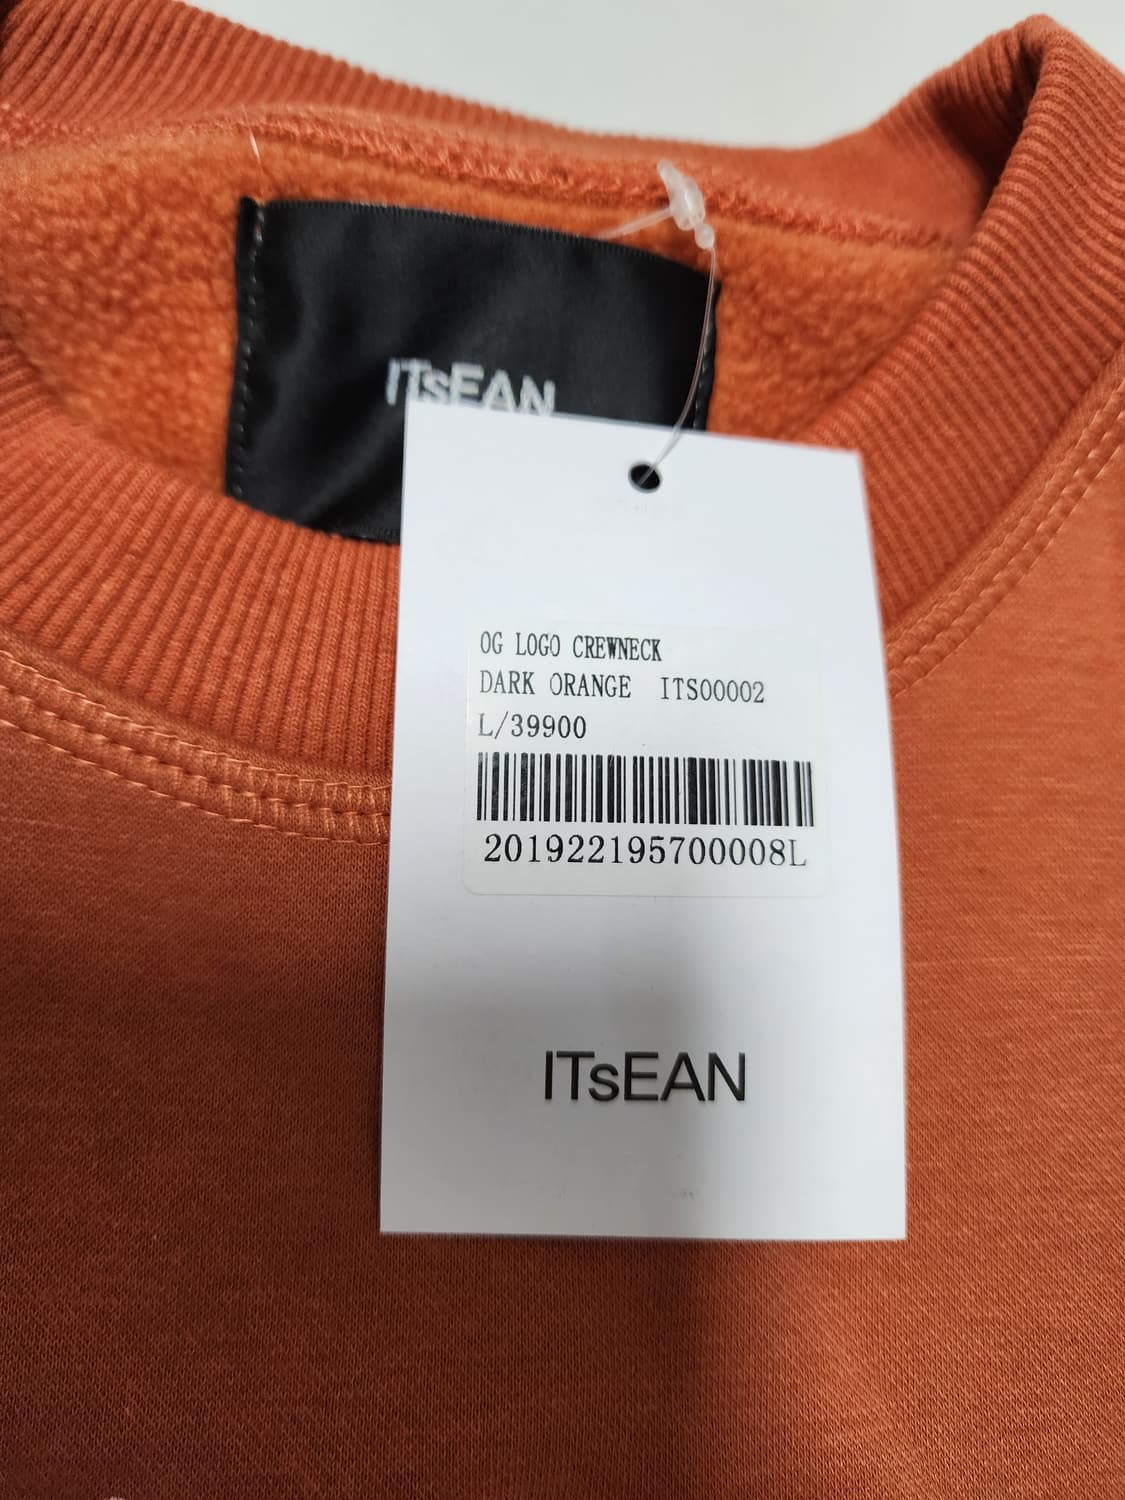 ITsEAN
OG LOGO CREWNECK
DARK ORANGE ITS00002
L/39900
201922195700008L
ITsEAN